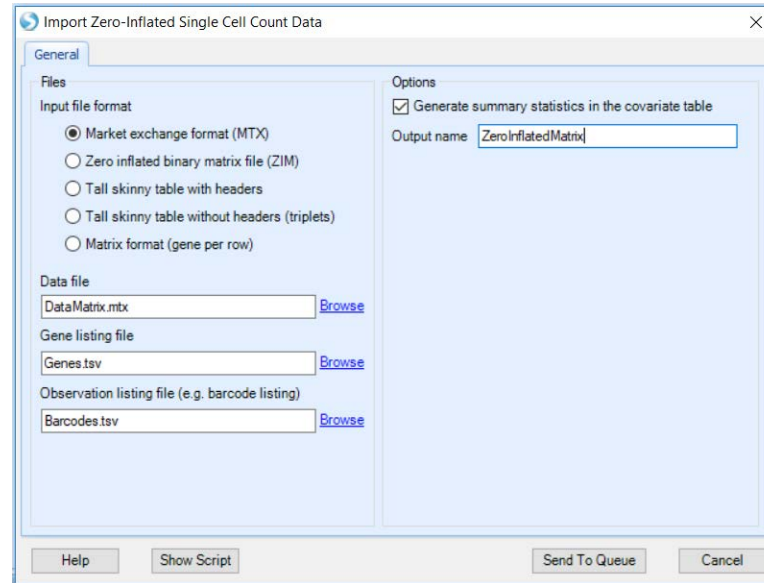 Import Zero-Inflated Single Cell Count Data
General
Files
Input file format
Market exchange format (MTX)
Zero inflated binary matrix file (ZIM)
Tall skinny table with headers
Tall skinny table without headers (triplets)
Matrix format (gene per row)
Data file
DataMatrix.mtx Browse
Gene listing file
Genes.tsv Browse
Observation listing file (e.g. barcode listing)
Barcodes.tsv Browse
Options
Generate summary statistics in the covariate table
Output name ZeroInflatedMatrix
Help Show Script Send To Queue Cancel